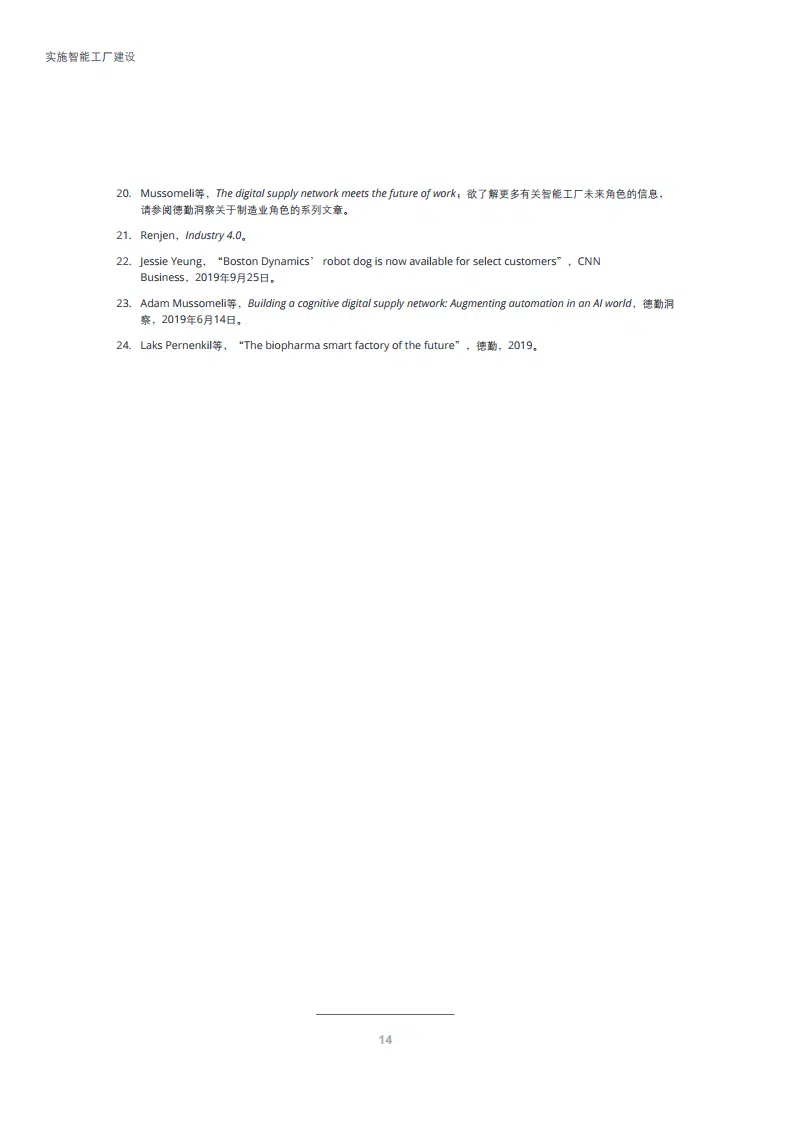 实施智能工厂建设
20. Mussomeli等，The digital supply network meets the future of work；欲了解更多有关智能工厂未来角色的信息，
请参阅德勤洞察关于制造业角色的系列文章。
21. Renjen，Industry 4.0。
22. Jessie Yeung，“Boston Dynamics’ robot dog is now available for select customers”，CNN
Business，2019年9月25日。
23. Adam Mussomeli等，Building a cognitive digital supply network: Augmenting automation in an AI world，德勤洞
察，2019年6月14日。
24. Laks Pernenkil等，“The biopharma smart factory of the future”，德勤，2019。
14